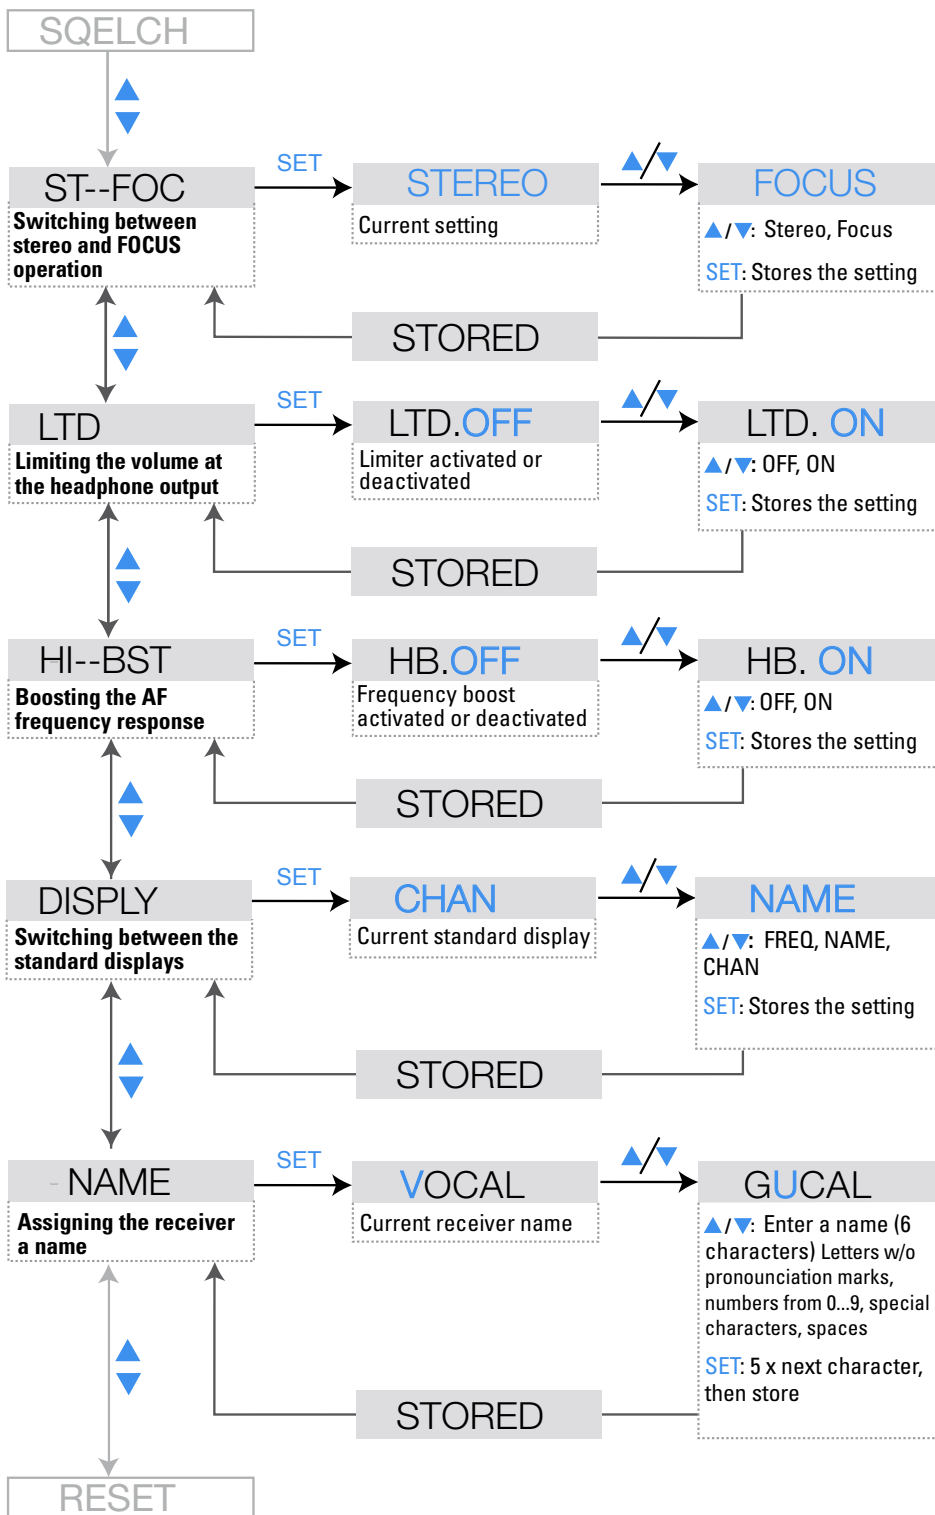 SQELCH
ST--FOC
Switching between
stereo and FOCUS
operation
SET
STEREO
Current setting
▲/▼
FOCUS
▲/▼: Stereo, Focus
SET: Stores the setting
STORED
LTD
Limiting the volume at
the headphone output
SET
LTD.OFF
Limiter activated or
deactivated
▲/▼
LTD. ON
▲/▼: OFF, ON
SET: Stores the setting
STORED
HI--BST
Boosting the AF
frequency response
SET
HB.OFF
Frequency boost
activated or deactivated
▲/▼
HB. ON
▲/▼: OFF, ON
SET: Stores the setting
STORED
DISPLY
Switching between the
standard displays
SET
CHAN
Current standard display
▲/▼
NAME
▲/▼: FREQ, NAME,
CHAN
SET: Stores the setting
STORED
- NAME
Assigning the receiver
a name
SET
VOCAL
Current receiver name
▲/▼
GUCAL
▲/▼: Enter a name (6
characters) Letters w/o
pronounciation marks,
numbers from 0...9, special
characters, spaces
SET: 5 x next character,
then store
STORED
RESET